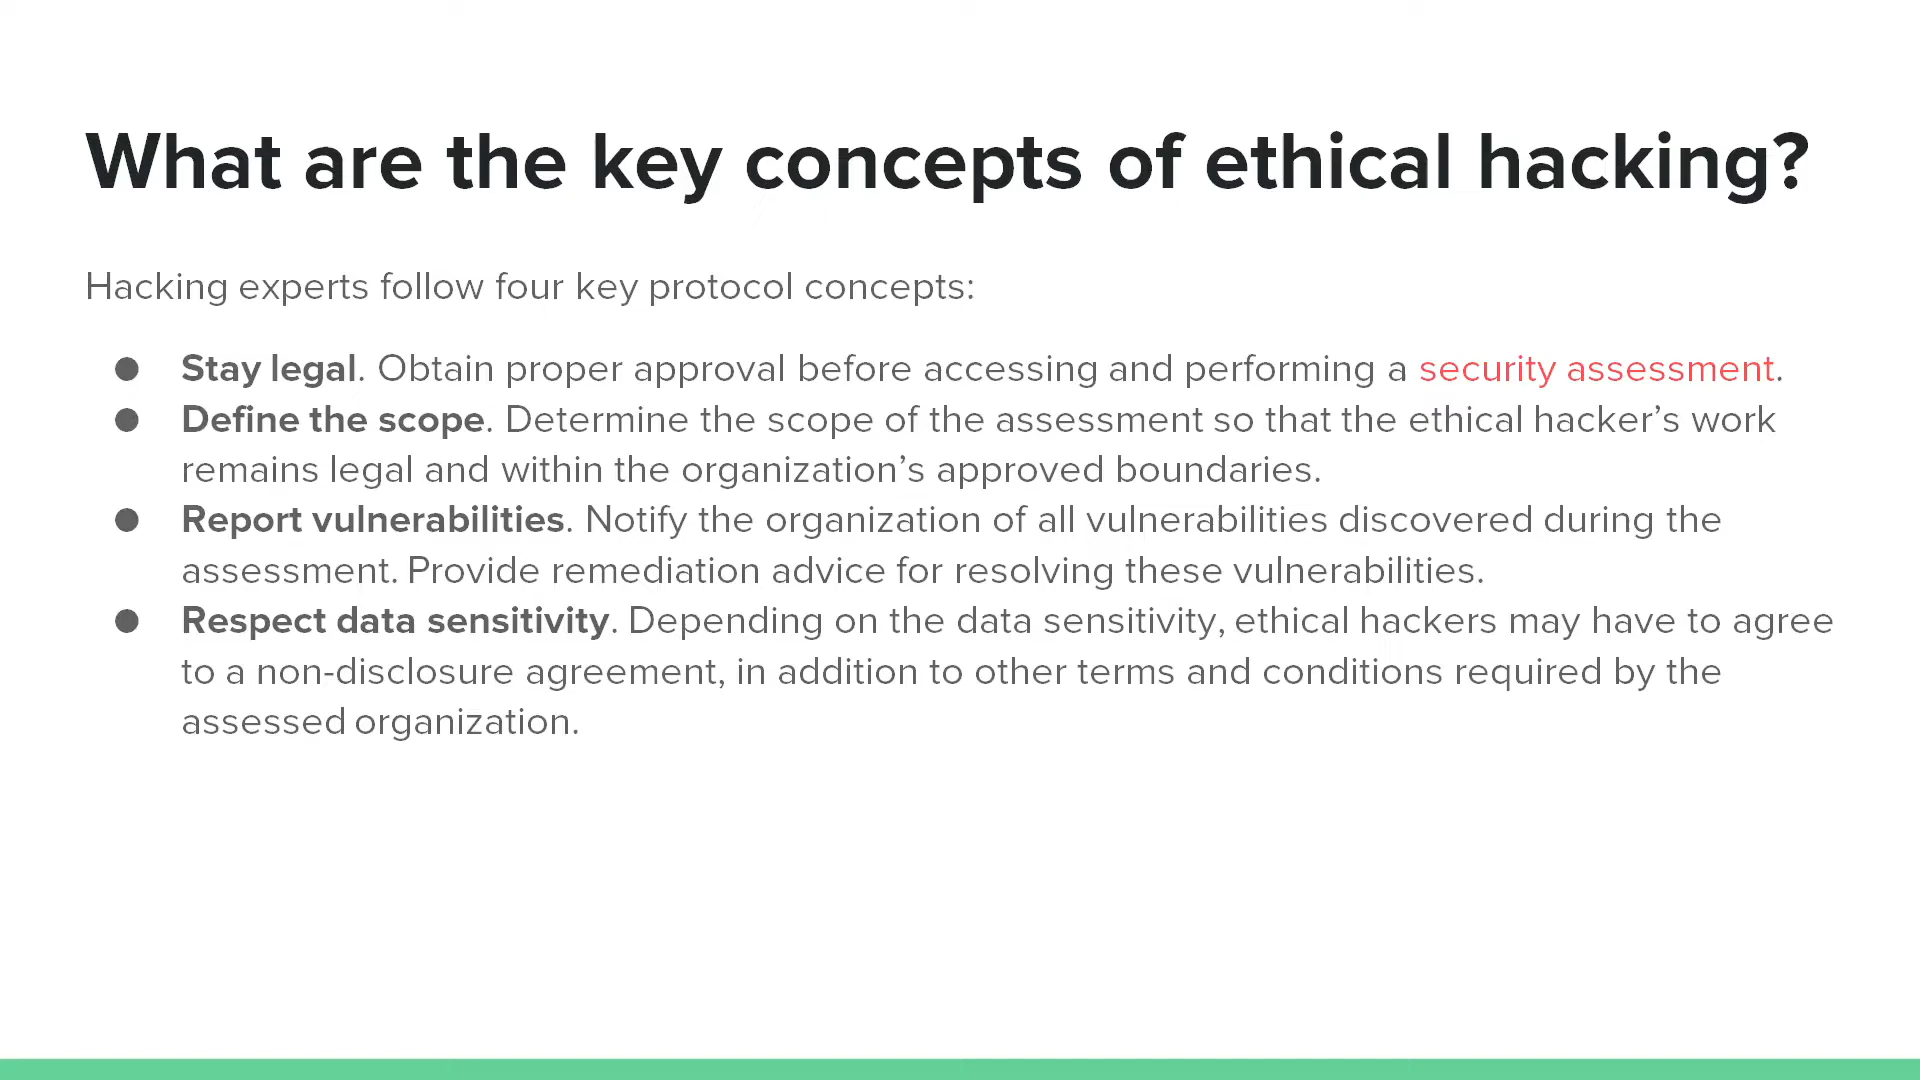 What are the key concepts of ethical hacking?
Hacking experts follow four key protocol concepts:
● Stay legal. Obtain proper approval before accessing and performing a security assessment.
● Define the scope. Determine the scope of the assessment so that the ethical hacker’s work
remains legal and within the organization’s approved boundaries.
● Report vulnerabilities. Notify the organization of all vulnerabilities discovered during the
assessment. Provide remediation advice for resolving these vulnerabilities.
● Respect data sensitivity. Depending on the data sensitivity, ethical hackers may have to agree
to a non-disclosure agreement, in addition to other terms and conditions required by the
assessed organization.